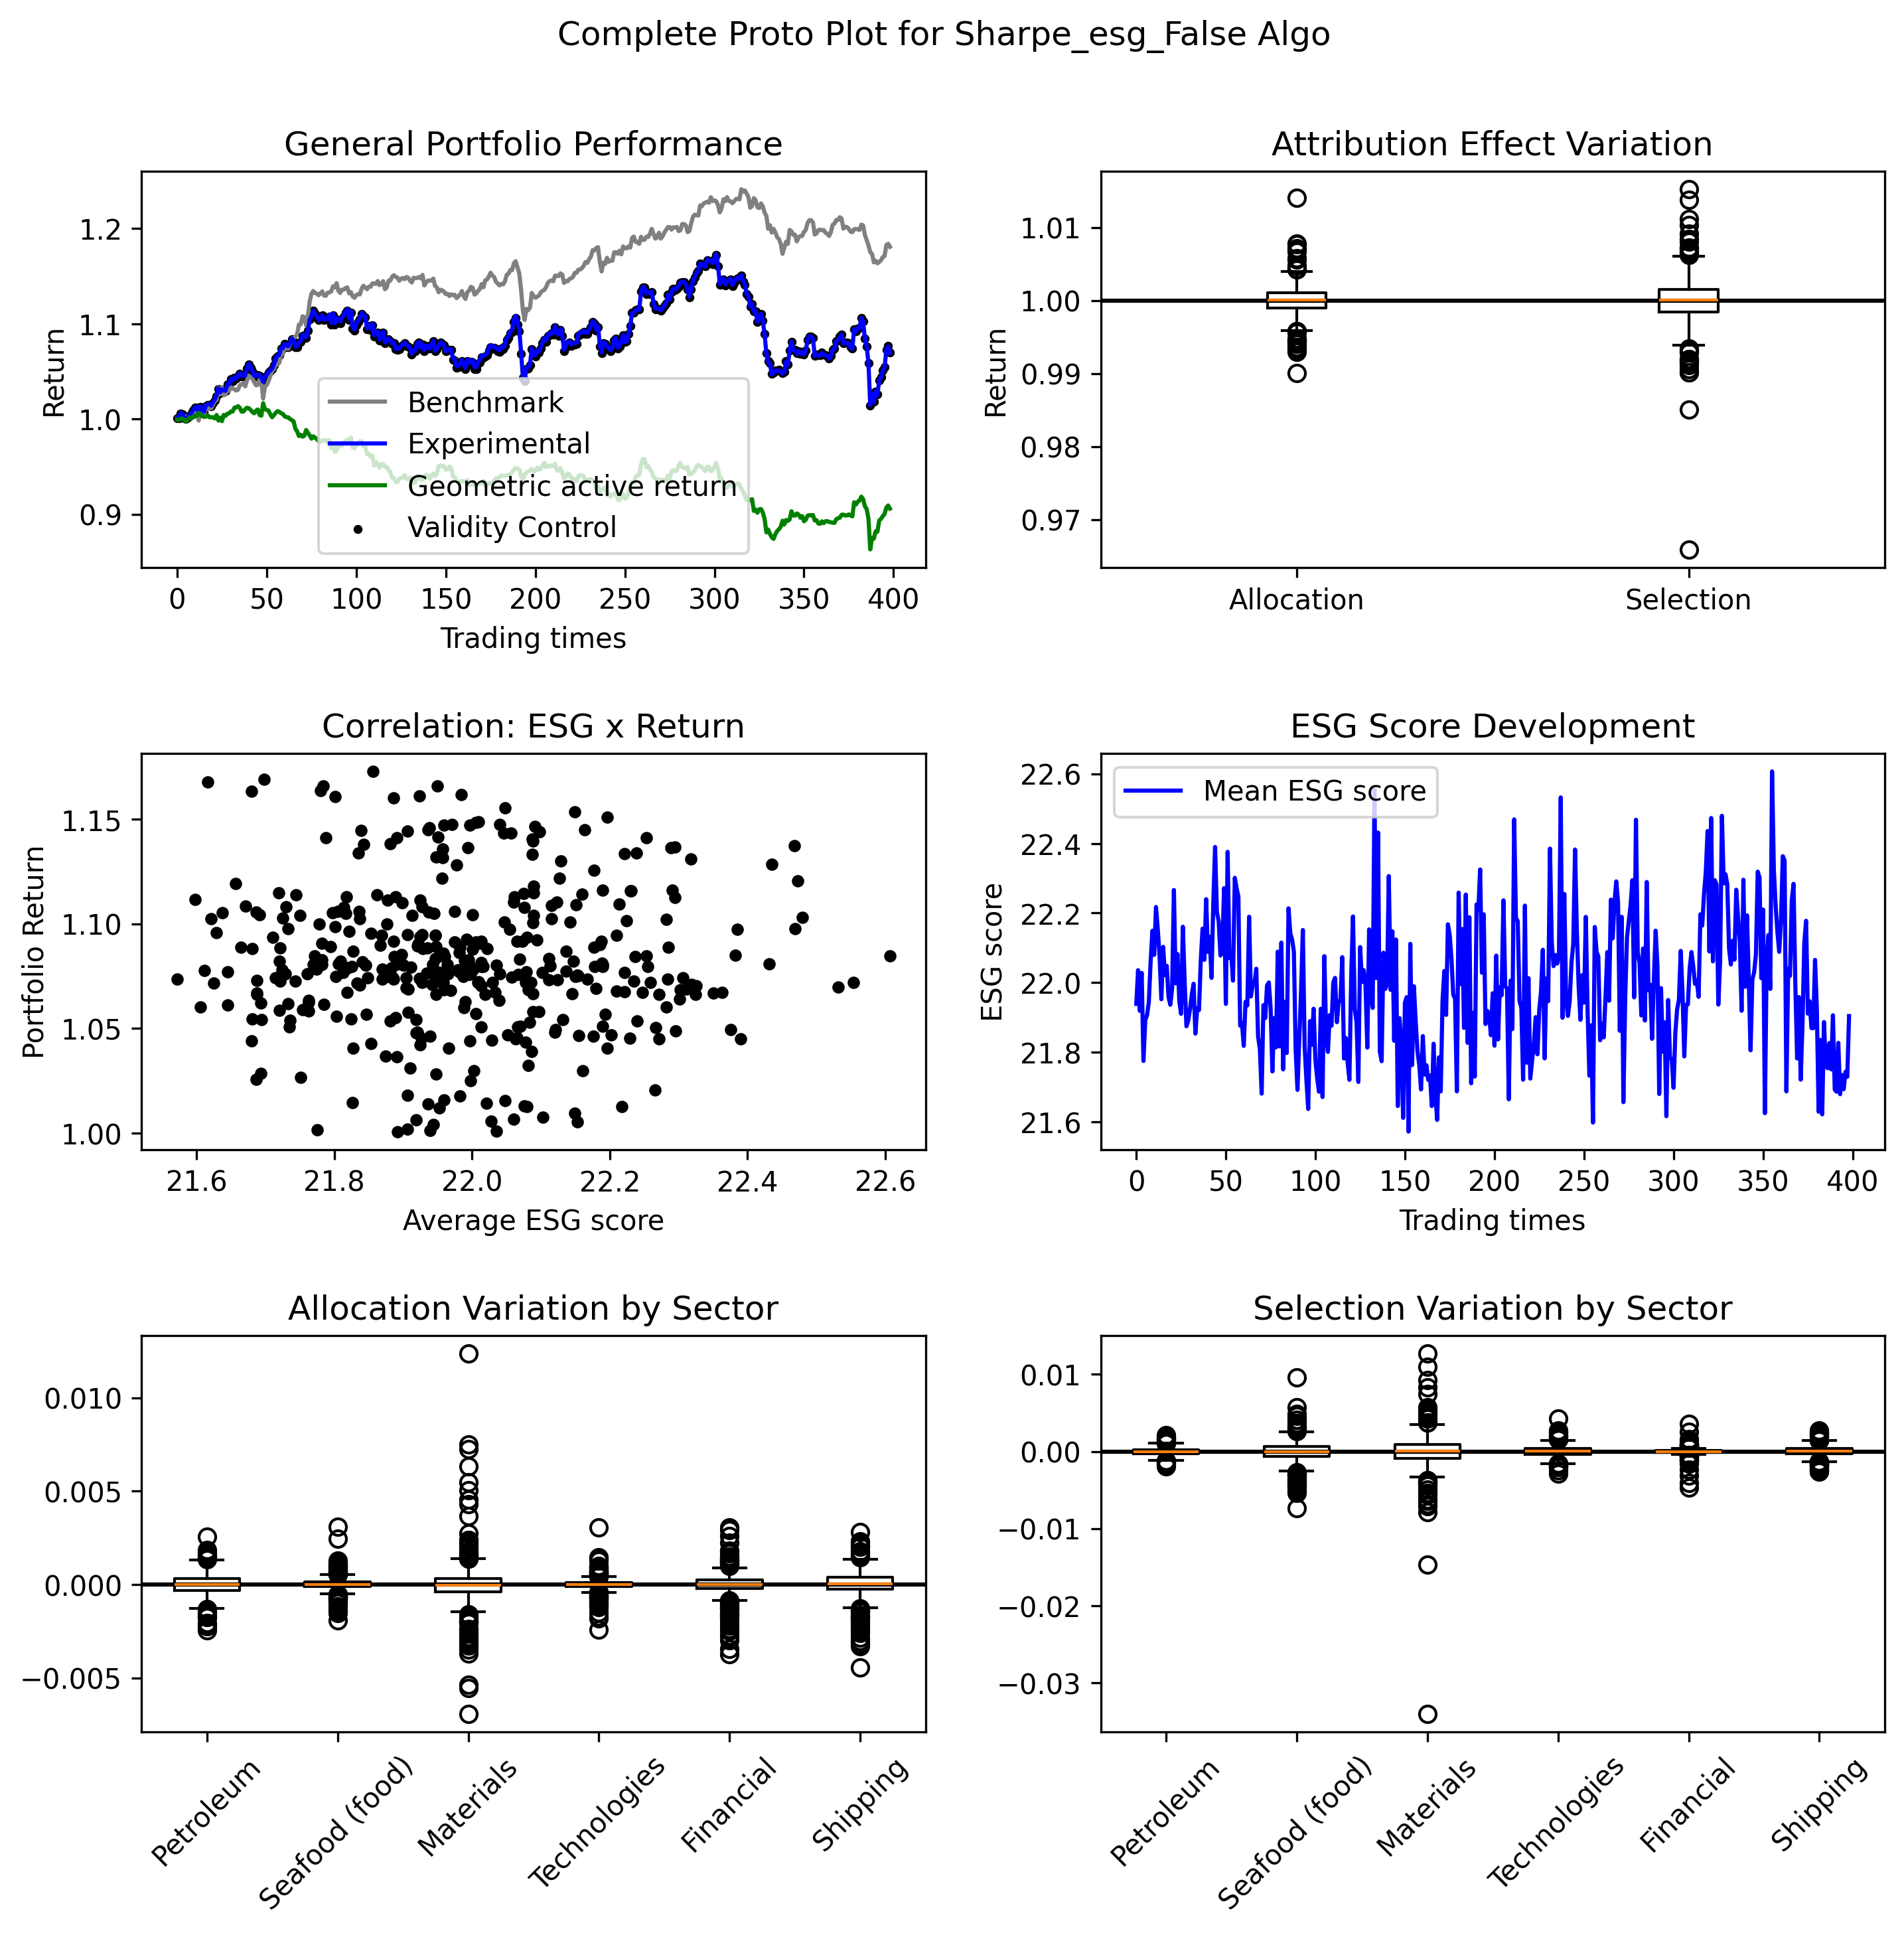 Complete Proto Plot for Sharpe_esg_False Algo
General Portfolio Performance
Return
1.2
1.1
1.0
0.9
Benchmark
Experimental
Geometric active return
Validity Control
0 50 100 150 200 250 300 350 400
Trading times
Attribution Effect Variation
Return
1.01
1.00
0.99
0.98
0.97
Allocation Selection
Correlation: ESG x Return
Portfolio Return
1.15
1.10
1.05
1.00
21.6 21.8 22.0 22.2 22.4 22.6
Average ESG score
ESG Score Development
ESG score
22.6
22.4
22.2
22.0
21.8
21.6
Mean ESG score
0 50 100 150 200 250 300 350 400
Trading times
Allocation Variation by Sector
0.010
0.005
0.000
−0.005
Petroleum
Seafood (food)
Materials
Technologies
Financial
Shipping
Selection Variation by Sector
0.01
0.00
−0.01
−0.02
−0.03
Petroleum
Seafood (food)
Materials
Technologies
Financial
Shipping